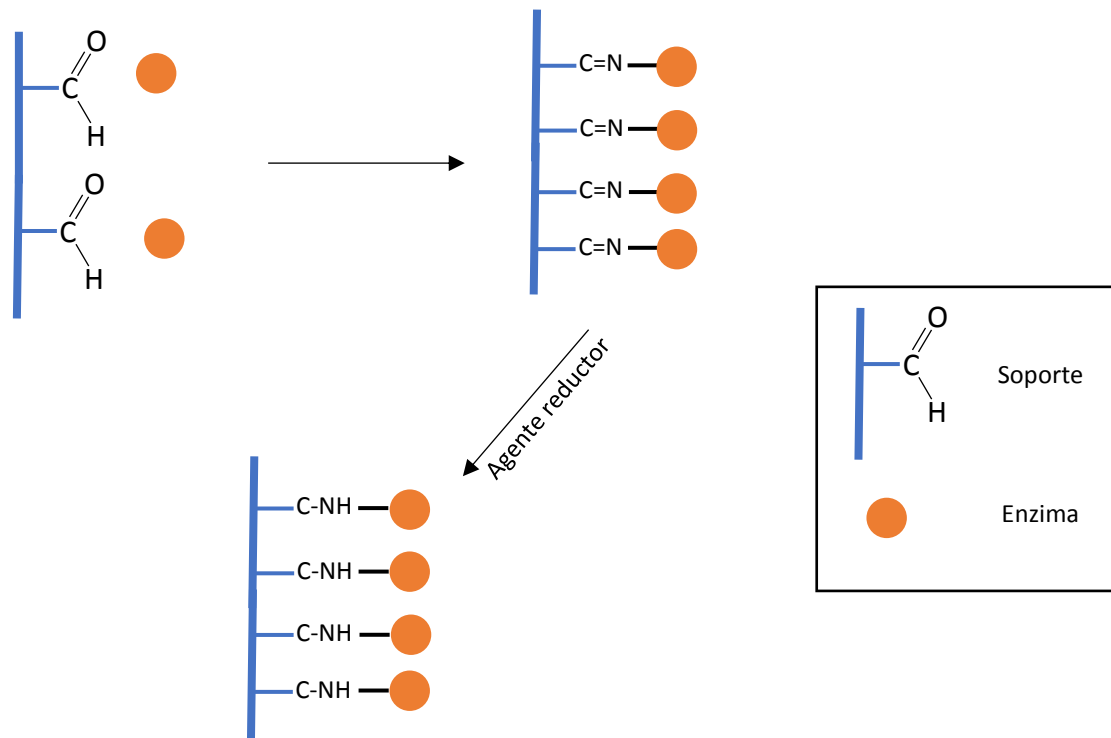 O
C
H
O
C
H
C=N
C=N
C=N
C=N
Agente reductor
C-NH
C-NH
C-NH
C-NH
O
C
H
Soporte
Enzima